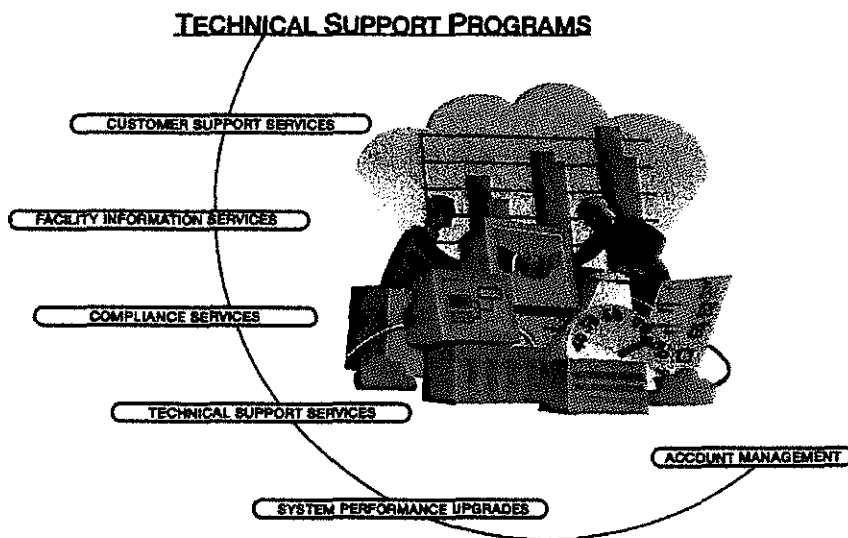 TECHNICAL SUPPORT PROGRAMS
CUSTOMER SUPPORT SERVICES
FACILITY INFORMATION SERVICES
COMPLIANCE SERVICES
TECHNICAL SUPPORT SERVICES
ACCOUNT MANAGEMENT
SYSTEM PERFORMANCE UPGRADES